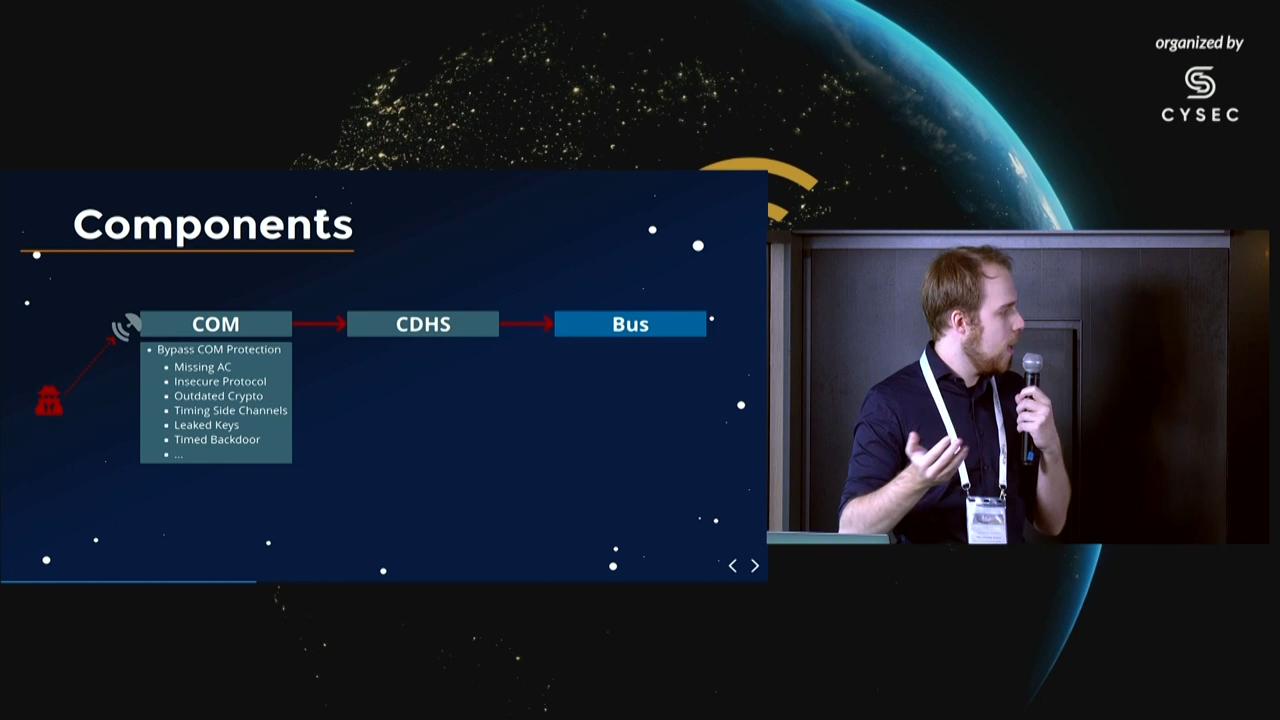 organized by
CYSEC
Components
COM
CDHS
Bus
• Bypass COM Protection
▪ Missing AC
▪ Insecure Protocol
▪ Outdated Crypto
▪ Timing Side Channels
▪ Leaked Keys
▪ Timed Backdoor
▪ ...